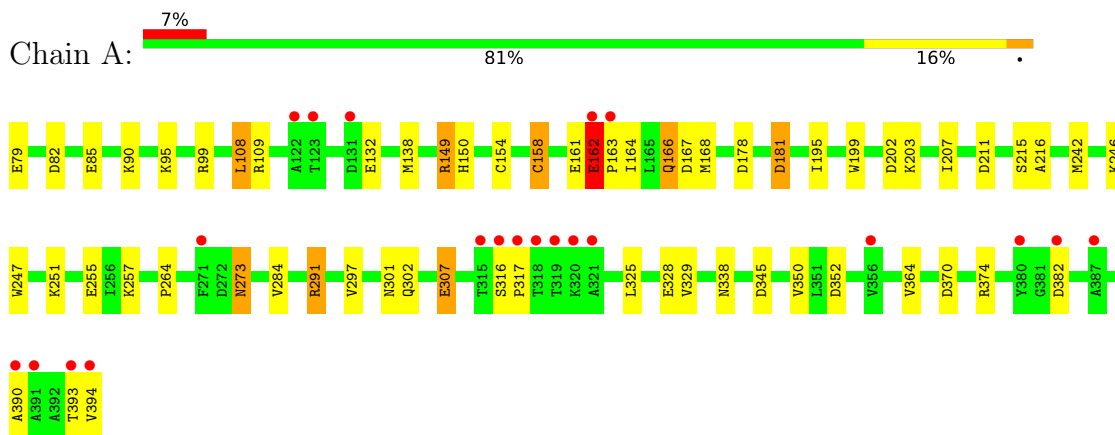 7%
Chain A:
81% 16% •
E79 D82 E85 K90 K95 R99 L108 R109 A122 T123 D131 E132 M138 R149 H150 C154 C158 E161 E162 P163 I164 L165 Q166 D167 M168 D178 D181 I195 W199 D202 K203 I207 D211 S215 A216 M242
W247 K251 E255 I256 K257 P264 F271 D272 N273 V284 R291 V297 N301 Q302 E307 T315 S316 P317 T318 T319 K320 A321 L325 E328 V329 N338 D345 V350 L351 D352 V356 V364 D370 R374 Y380 G381 D382 A387
A390 A391 A392 T393 V394